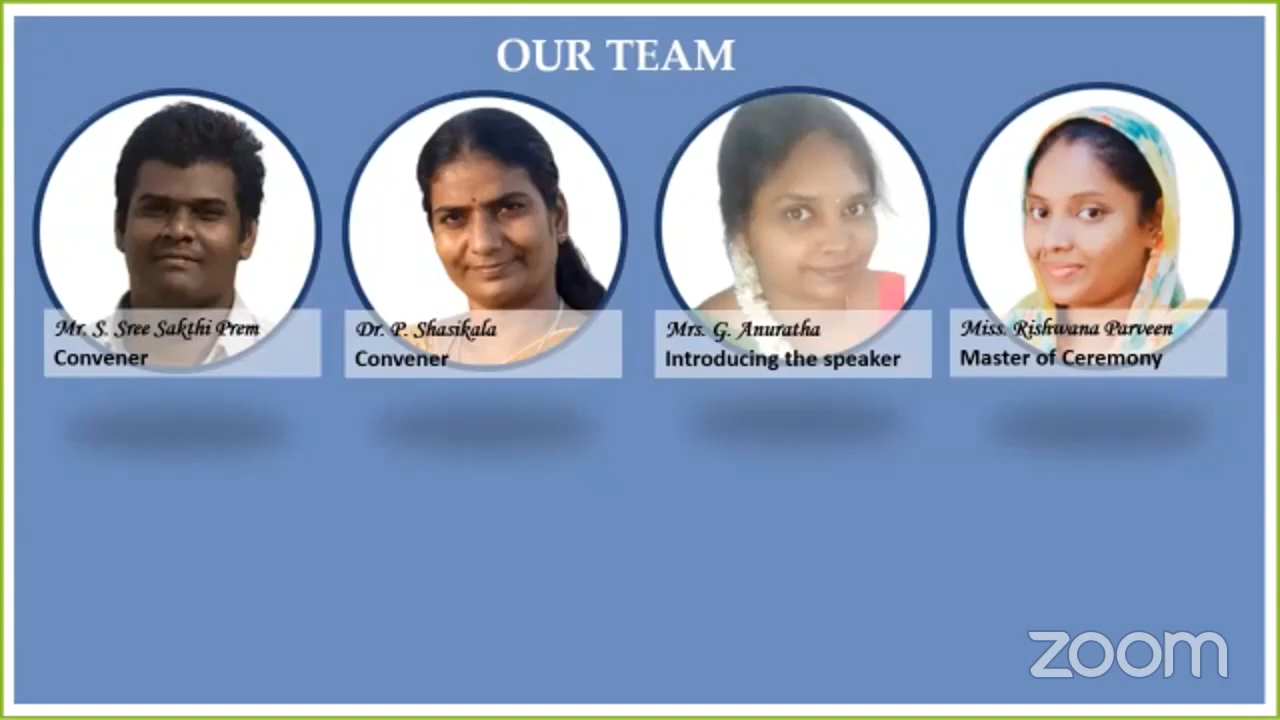 OUR TEAM
Mr. S. Sree Sakthi Prem
Convener
Dr. P. Shasikala
Convener
Mrs. G. Anuratha
Introducing the speaker
Miss. Rishwana Parveen
Master of Ceremony
zoom